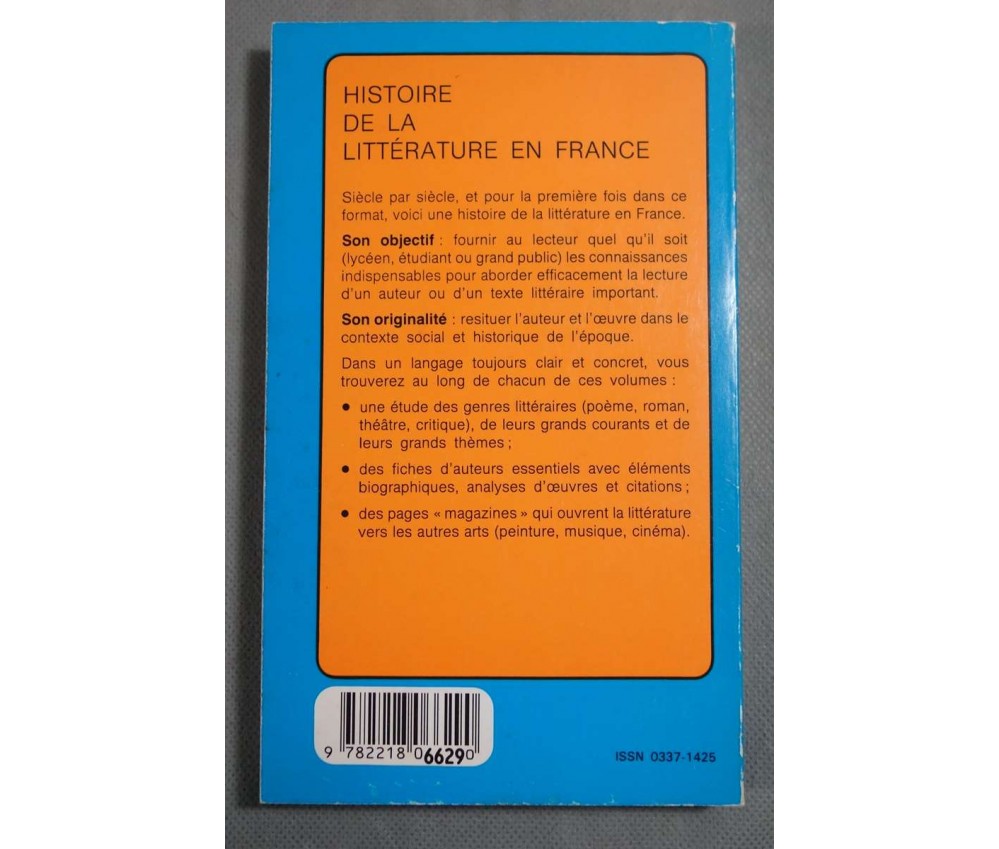 HISTOIRE
DE LA
LITTÉRATURE EN FRANCE
Siècle par siècle, et pour la première fois dans ce
format, voici une histoire de la littérature en France.
Son objectif : fournir au lecteur quel qu'il soit
(lycéen, étudiant ou grand public) les connaissances
indispensables pour aborder efficacement la lecture
d'un auteur ou d'un texte littéraire important.
Son originalité : resituer l'auteur et l'œuvre dans le
contexte social et historique de l'époque.
Dans un langage toujours clair et concret, vous
trouverez au long de chacun de ces volumes :
• une étude des genres littéraires (poème, roman,
théâtre, critique), de leurs grands courants et de
leurs grands thèmes ;
• des fiches d'auteurs essentiels avec éléments
biographiques, analyses d'œuvres et citations ;
• des pages « magazines » qui ouvrent la littérature
vers les autres arts (peinture, musique, cinéma).
9 782218 066290
ISSN 0337-1425